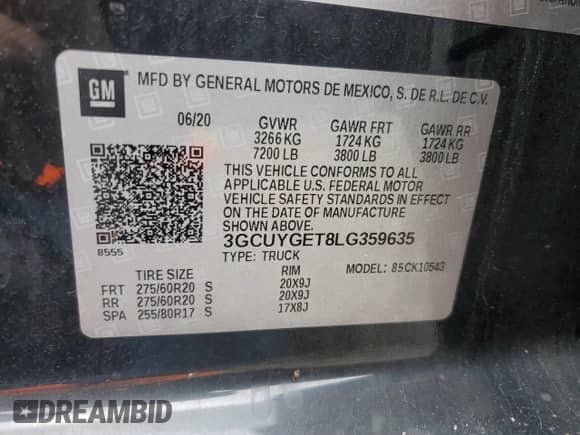 GM
MFD BY GENERAL MOTORS DE MEXICO, S. DE R.L. DE C.V.
06/20 GVWR GAWR FRT GAWR RR
3266 KG 1724 KG 1724 KG
7200 LB 3800 LB 3800 LB
THIS VEHICLE CONFORMS TO ALL
APPLICABLE U.S. FEDERAL MOTOR
VEHICLE SAFETY STANDARDS IN EFFECT
ON THE DATE OF MANUFACTURE
SHOWN ABOVE.
8555 3GCUYGET8LG359635
TYPE: TRUCK MODEL: 85CK10543
TIRE SIZE RIM
FRT 275/60R20 S 20X9J
RR 275/60R20 S 20X9J
SPA 255/80R17 S 17X8J
DREAMBID